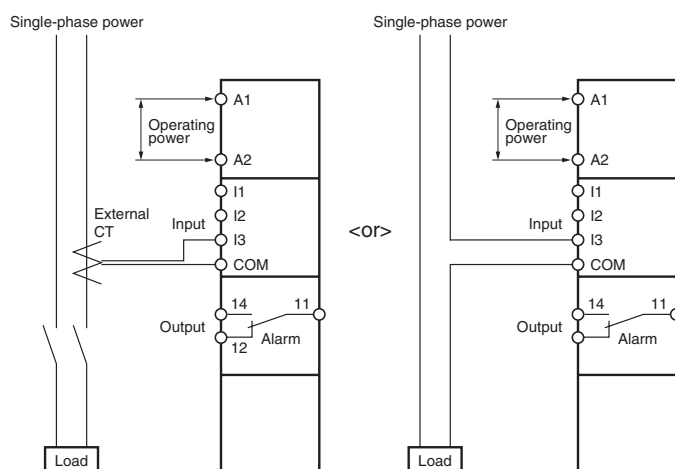 Single-phase power
A1
Operating
power
A2
I1
External
CT
Input
I2
I3
COM
14
11
Output
Alarm
12
Load
<or>
Single-phase power
A1
Operating
power
A2
I1
Input
I2
I3
COM
14
11
Output
Alarm
12
Load